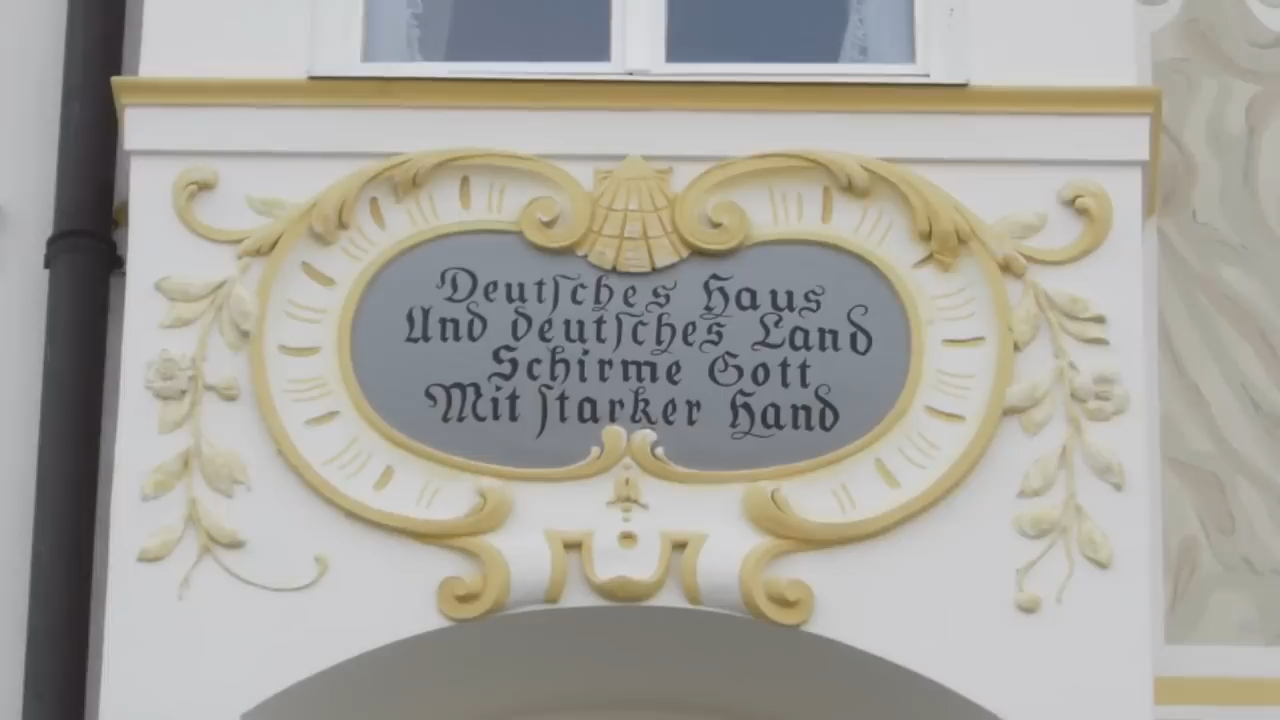 Deutſches Haus
Und deutſches Land
Schirme Gott
Mit ſtarker Hand